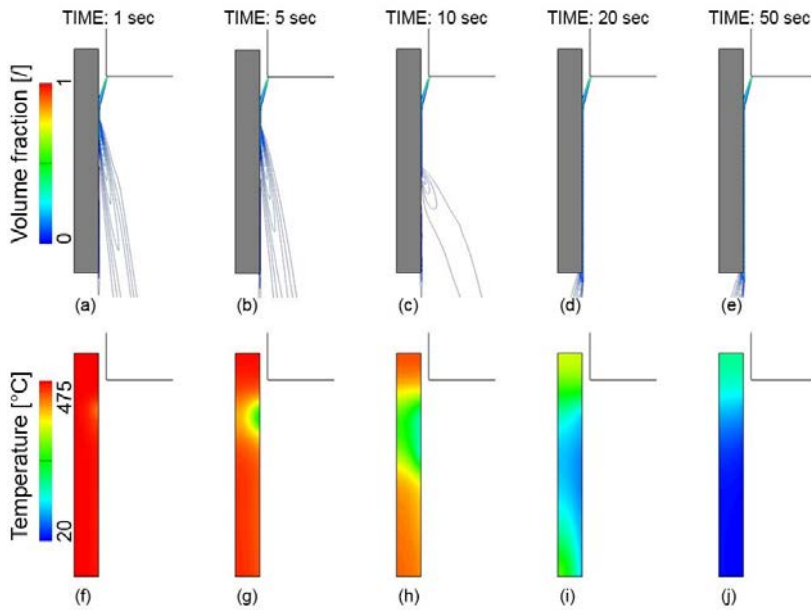 TIME: 1 sec
TIME: 5 sec
TIME: 10 sec
TIME: 20 sec
TIME: 50 sec
Volume fraction [/]
1
0
(a)
(b)
(c)
(d)
(e)
Temperature [°C]
475
20
(f)
(g)
(h)
(i)
(j)